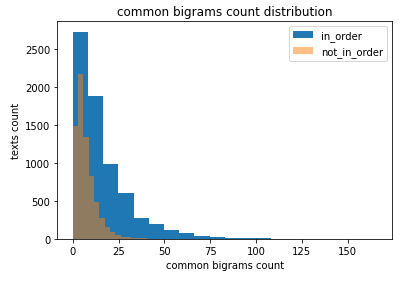 common bigrams count distribution
in_order
not_in_order
texts count
2500
2000
1500
1000
500
0
0 25 50 75 100 125 150
common bigrams count